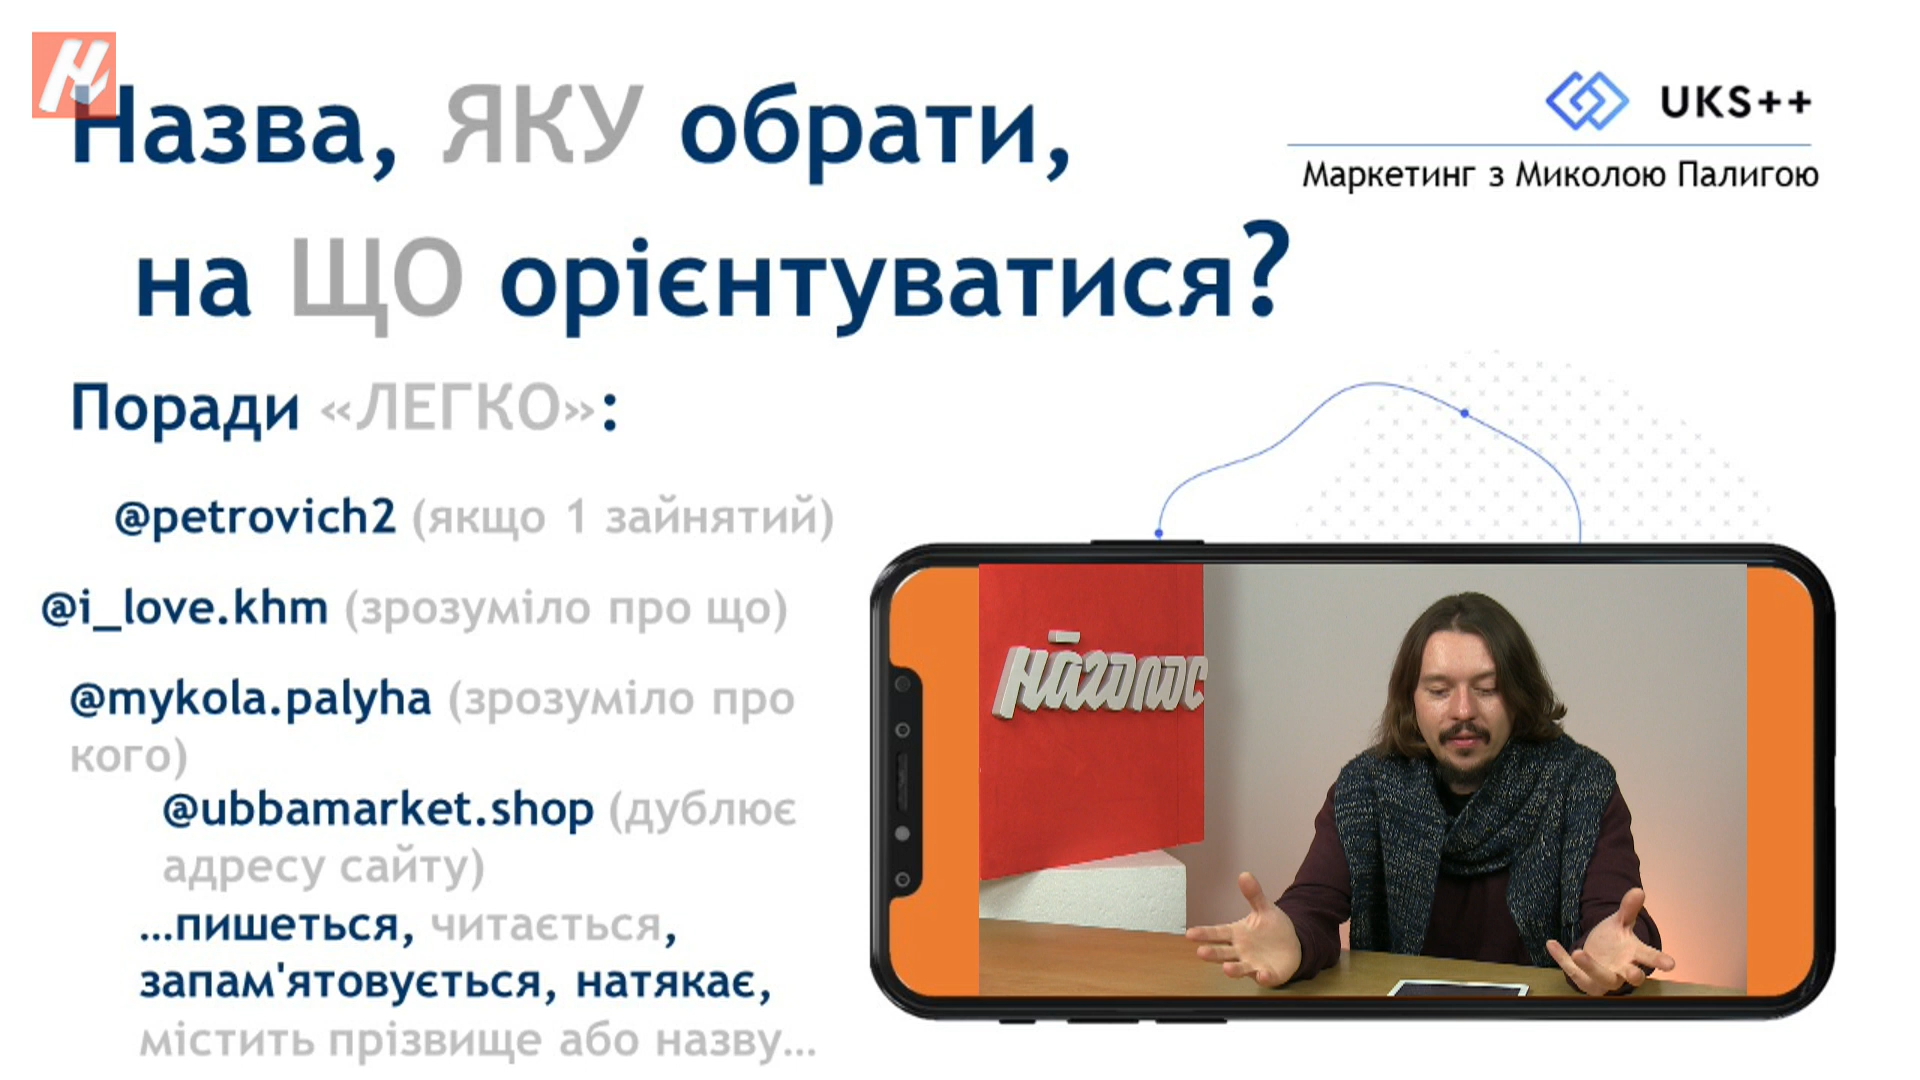 Назва, ЯКУ обрати,
на ЩО орієнтуватися?
UKS++
Маркетинг з Миколою Палигою
Поради «ЛЕГКО»:
@petrovich2 (якщо 1 зайнятий)
@i_love.khm (зрозуміло про що)
@mykola.palyha (зрозуміло про
кого)
@ubbamarket.shop (дублює
адресу сайту)
...пишеться, читається,
запам'ятовується, натякає,
містить прізвище або назву...
наголос